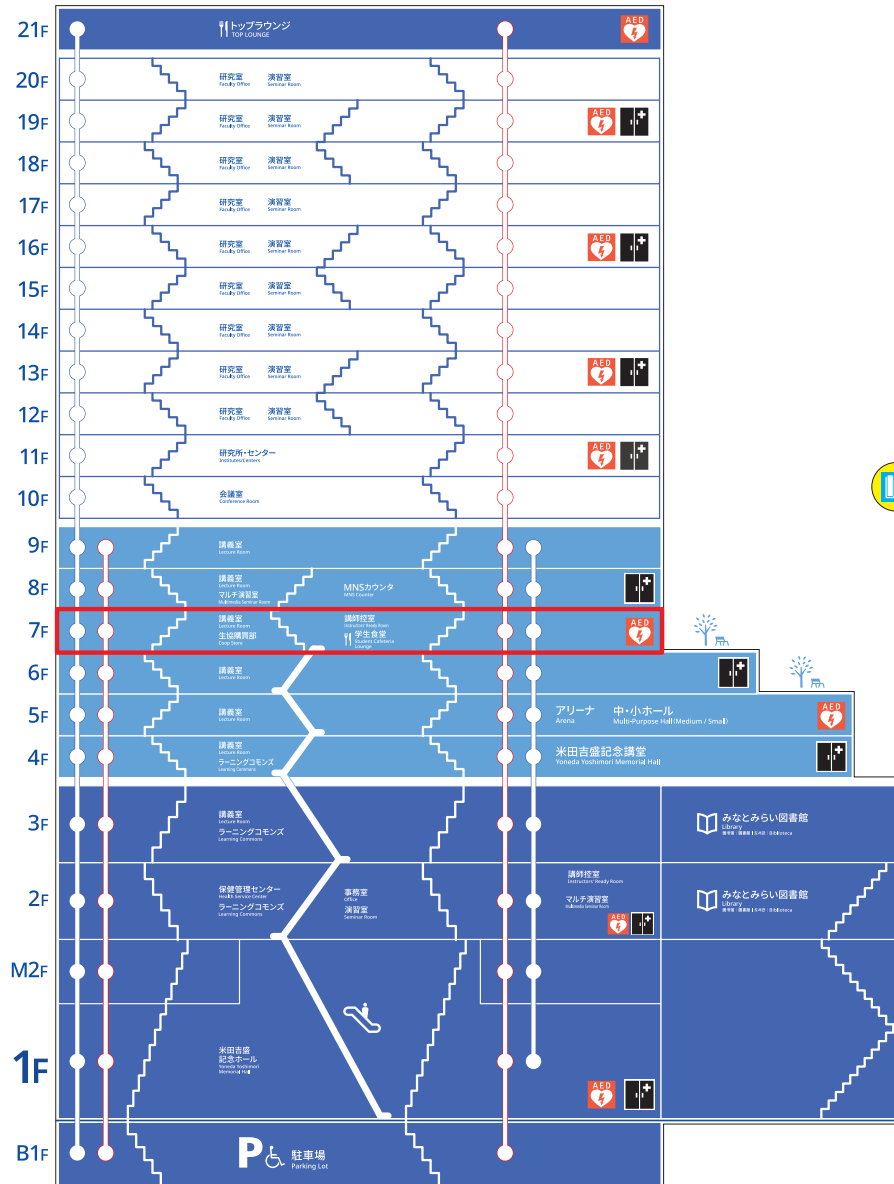 21F
トップラウンジ
TOP LOUNGE
AED
20F
研究室 演習室
Faculty Office Seminar Room
19F
研究室 演習室
Faculty Office Seminar Room
AED
18F
研究室 演習室
Faculty Office Seminar Room
17F
研究室 演習室
Faculty Office Seminar Room
16F
研究室 演習室
Faculty Office Seminar Room
AED
15F
研究室 演習室
Faculty Office Seminar Room
14F
研究室 演習室
Faculty Office Seminar Room
13F
研究室 演習室
Faculty Office Seminar Room
AED
12F
研究室 演習室
Faculty Office Seminar Room
11F
研究所・センター
Institutes/Centers
AED
10F
会議室
Conference Room
9F
講義室
Lecture Room
8F
講義室
Lecture Room
マルチ演習室
Multimedia Seminar Room
MNSカウンタ
MNS Counter
7F
講義室
Lecture Room
生協購買部
Coop Store
講師控室
Instructors' Ready Room
学生食堂
Student Cafeteria
Lounge
AED
6F
講義室
Lecture Room
5F
講義室
Lecture Room
アリーナ
Arena
中・小ホール
Multi-Purpose Hall (Medium / Small)
AED
4F
講義室
Lecture Room
ラーニングコモンズ
Learning Commons
米田吉盛記念講堂
Yoneda Yoshimori Memorial Hall
3F
講義室
Lecture Room
ラーニングコモンズ
Learning Commons
みなとみらい図書館
Library
2F
保健管理センター
Health Service Center
ラーニングコモンズ
Learning Commons
事務室
Office
演習室
Seminar Room
講師控室
Instructors' Ready Room
マルチ演習室
Multimedia Seminar Room
AED
みなとみらい図書館
Library
M2F
1F
米田吉盛
記念ホール
Yoneda Yoshimori
Memorial Hall
AED
B1F
P
駐車場
Parking Lot